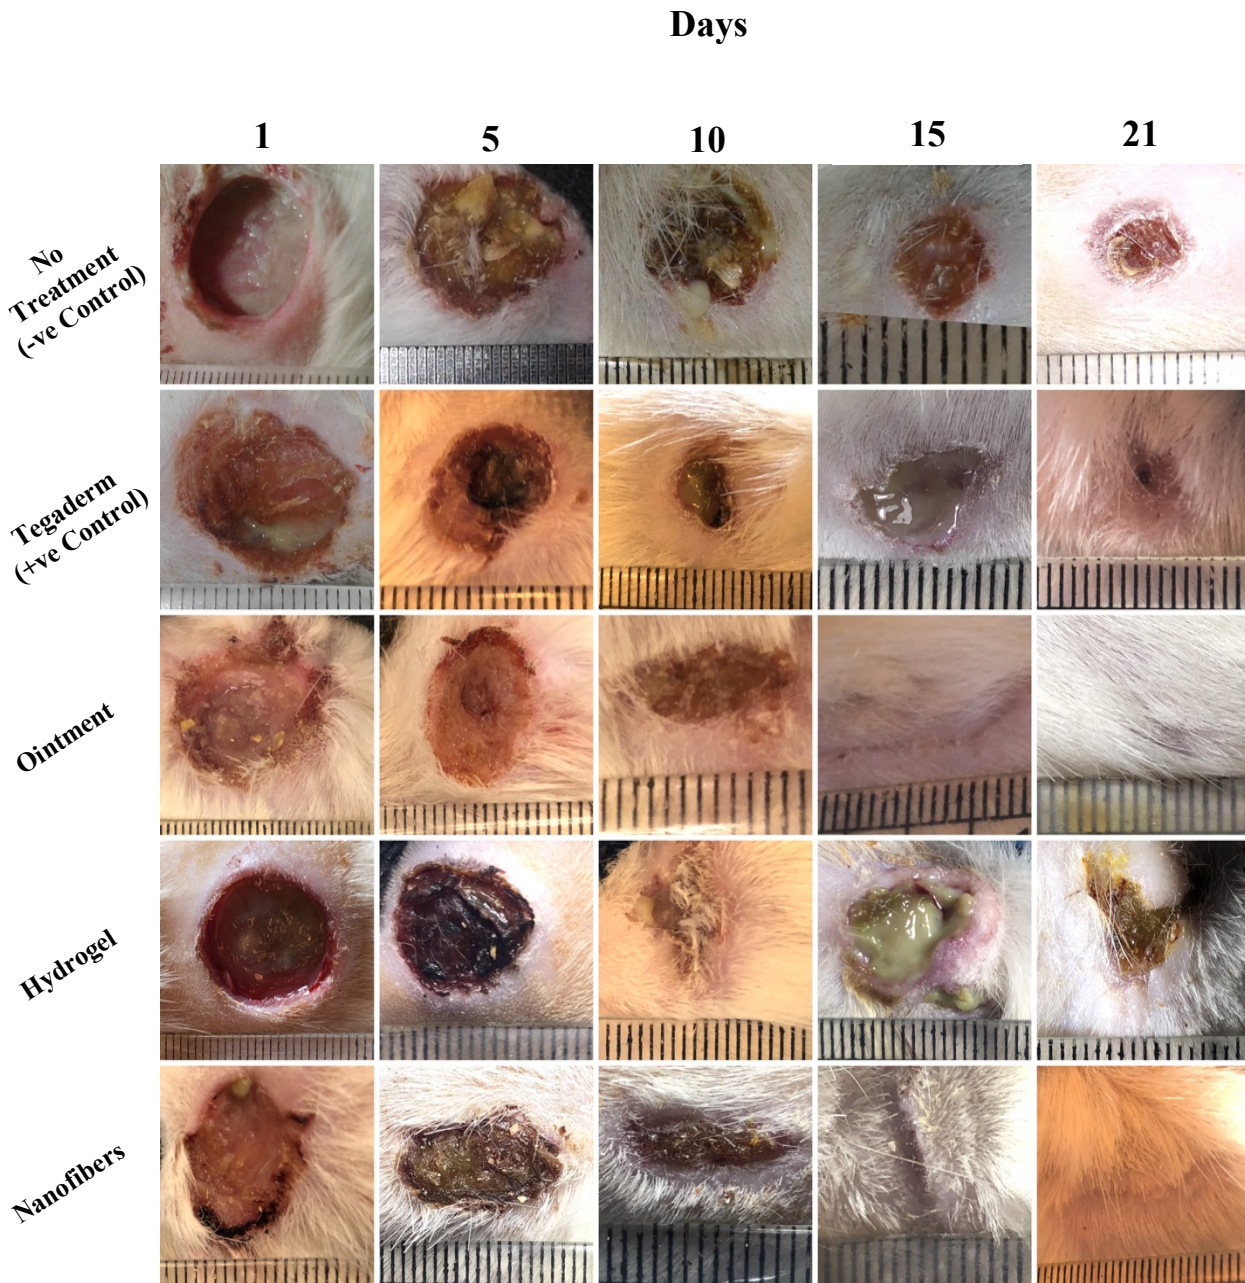 Days
1 5 10 15 21
No
Treatment
(-ve Control)
Tegaderm
(+ve Control)
Ointment
Hydrogel
Nanofibers